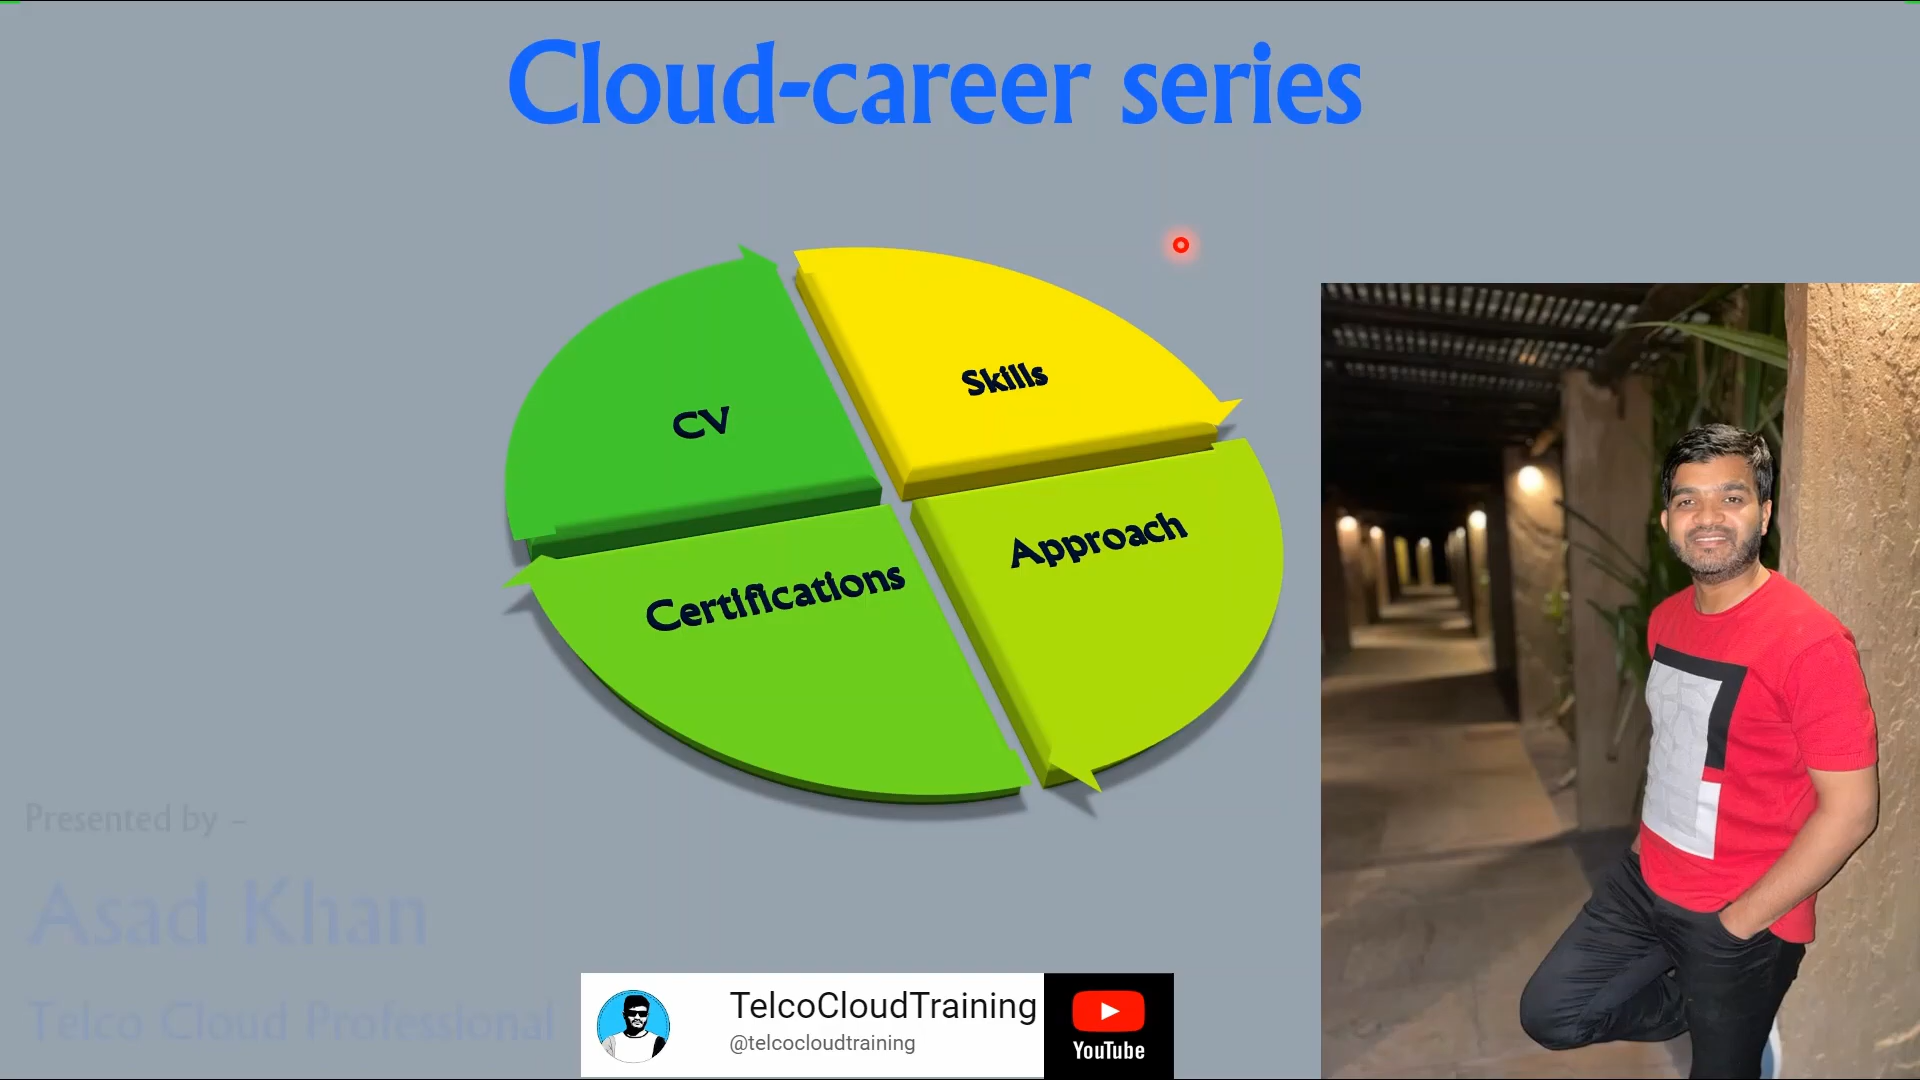 Cloud-career series
CV
Skills
Certifications
Approach
Presented by -
Asad Khan
Telco Cloud Professional
TelcoCloudTraining
@telcocloudtraining
YouTube